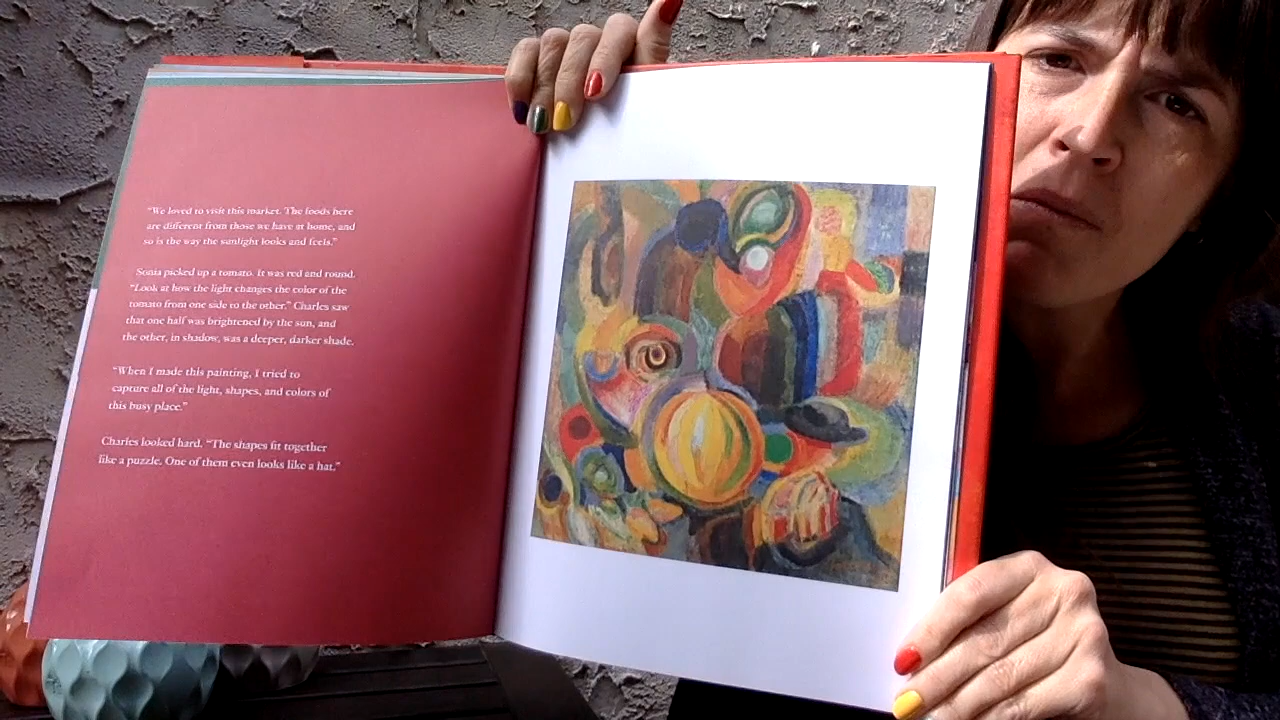 “We loved to visit this market. The foods here
are different from those we have at home, and
so is the way the sunlight looks and feels.”
Sonia picked up a tomato. It was red and round.
“Look at how the light changes the color of the
tomato from one side to the other.” Charles saw
that one half was brightened by the sun, and
the other, in shadow, was a deeper, darker shade.
“When I made this painting, I tried to
capture all of the light, shapes, and colors of
this busy place.”
Charles looked hard. “The shapes fit together
like a puzzle. One of them even looks like a hat.”